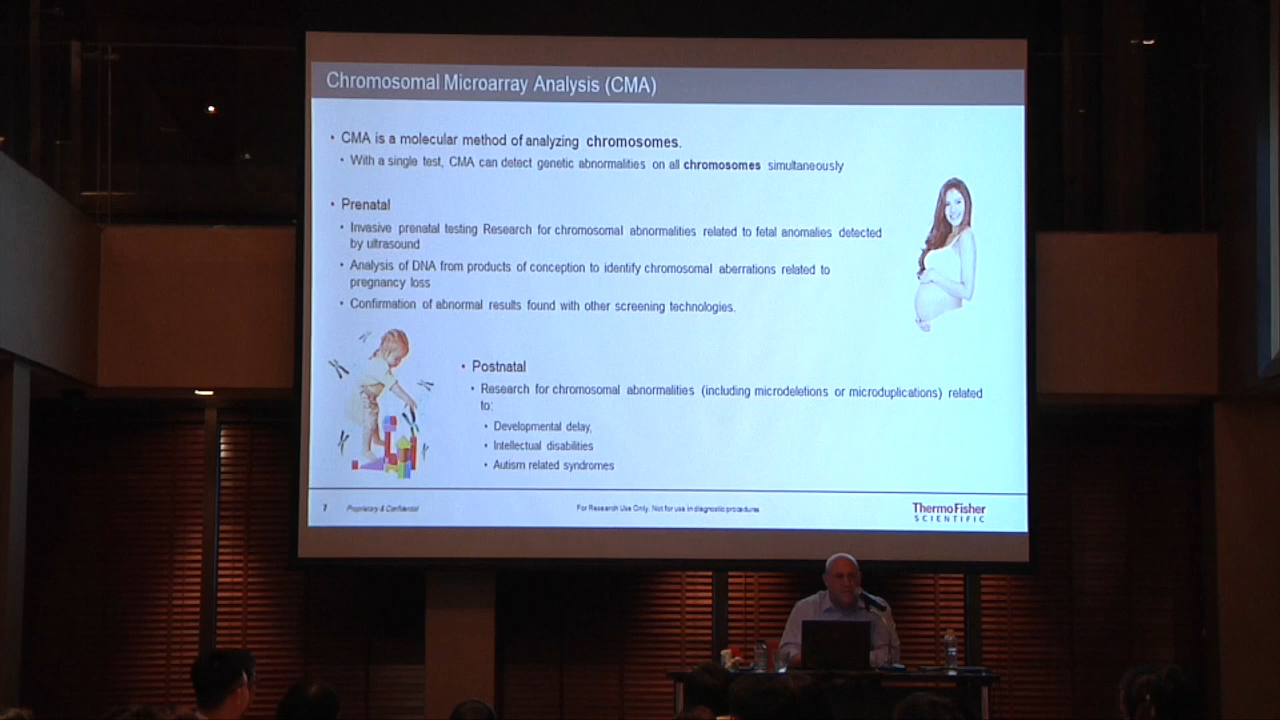 Chromosomal Microarray Analysis (CMA)
• CMA is a molecular method of analyzing chromosomes.
• With a single test, CMA can detect genetic abnormalities on all chromosomes simultaneously
• Prenatal
• Invasive prenatal testing Research for chromosomal abnormalities related to fetal anomalies detected
by ultrasound
• Analysis of DNA from products of conception to identify chromosomal aberrations related to
pregnancy loss
• Confirmation of abnormal results found with other screening technologies.
• Postnatal
• Research for chromosomal abnormalities (including microdeletions or microduplications) related
to:
• Developmental delay,
• Intellectual disabilities
• Autism related syndromes
7 Proprietary & Confidential
For Research Use Only. Not for use in diagnostic procedures
ThermoFisher
SCIENTIFIC